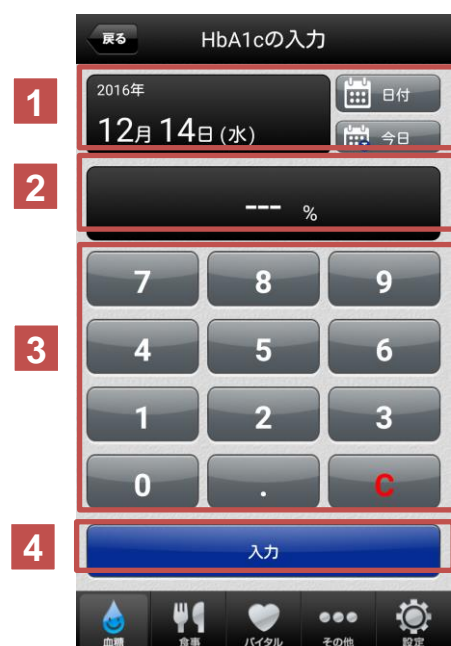 戻る HbA1cの入力
1
2016年
12月 14日 (水)
日付
今日
2
--- %
3
7 8 9
4 5 6
1 2 3
0 . C
4
入力
血糖 食事 バイタル その他 設定